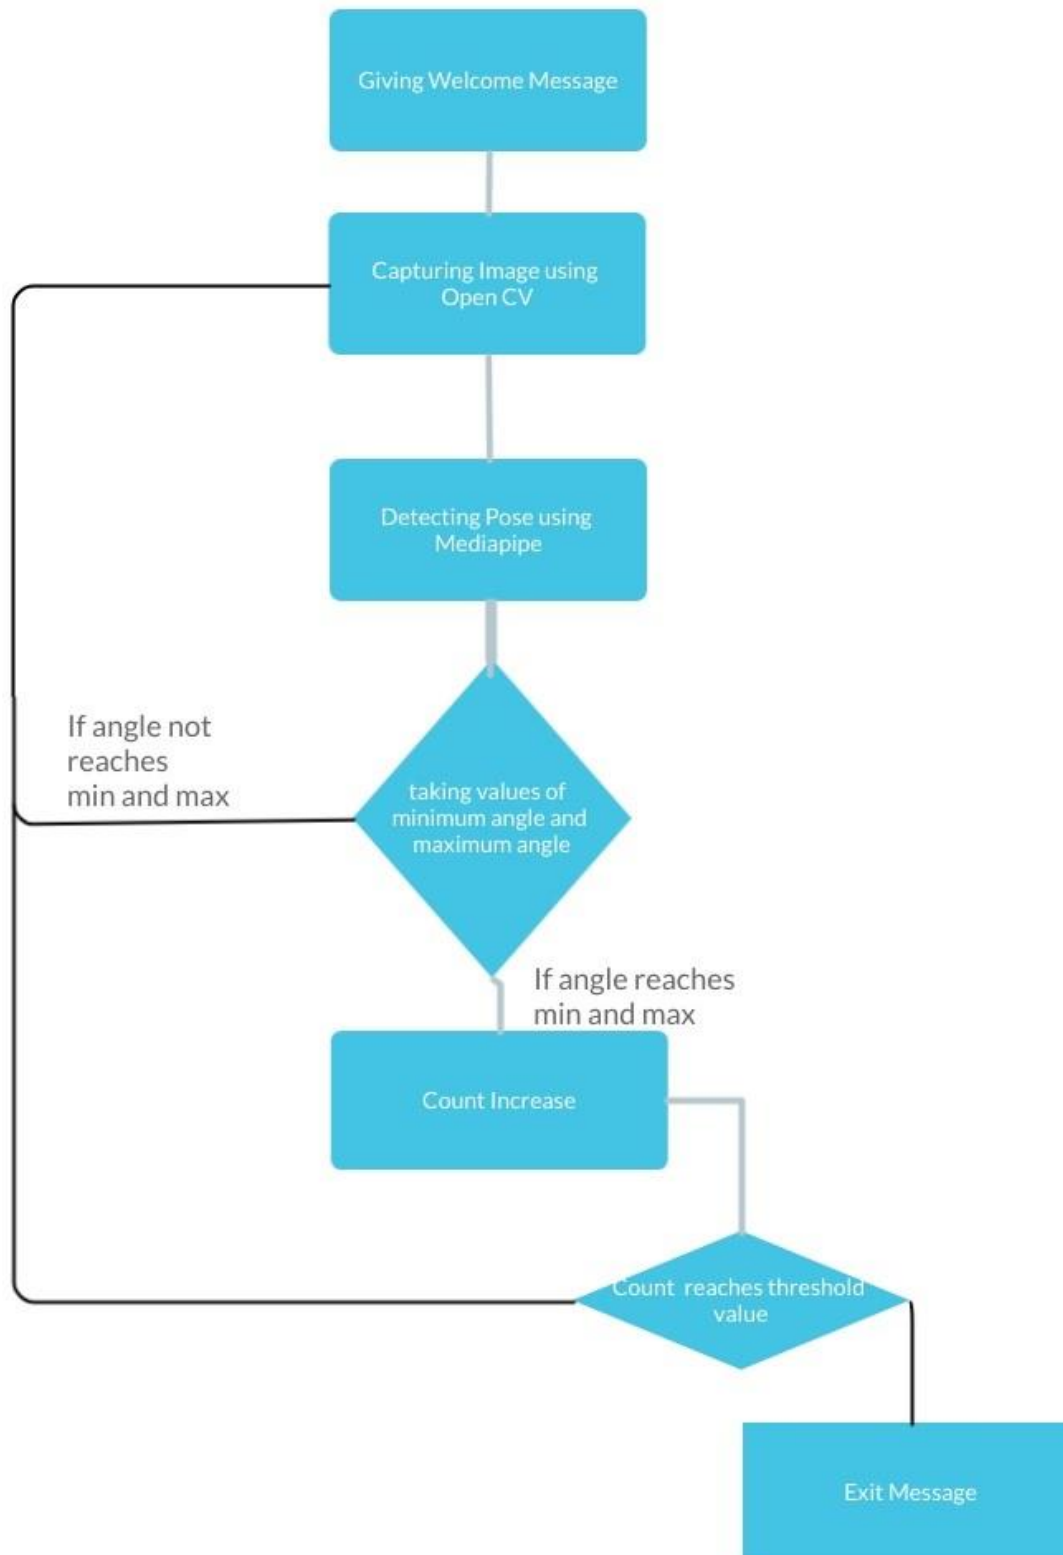 Giving Welcome Message
Capturing Image using
Open CV
Detecting Pose using
Mediapipe
If angle not
reaches
min and max
taking values of
minimum angle and
maximum angle
If angle reaches
min and max
Count Increase
Count reaches threshold
value
Exit Message